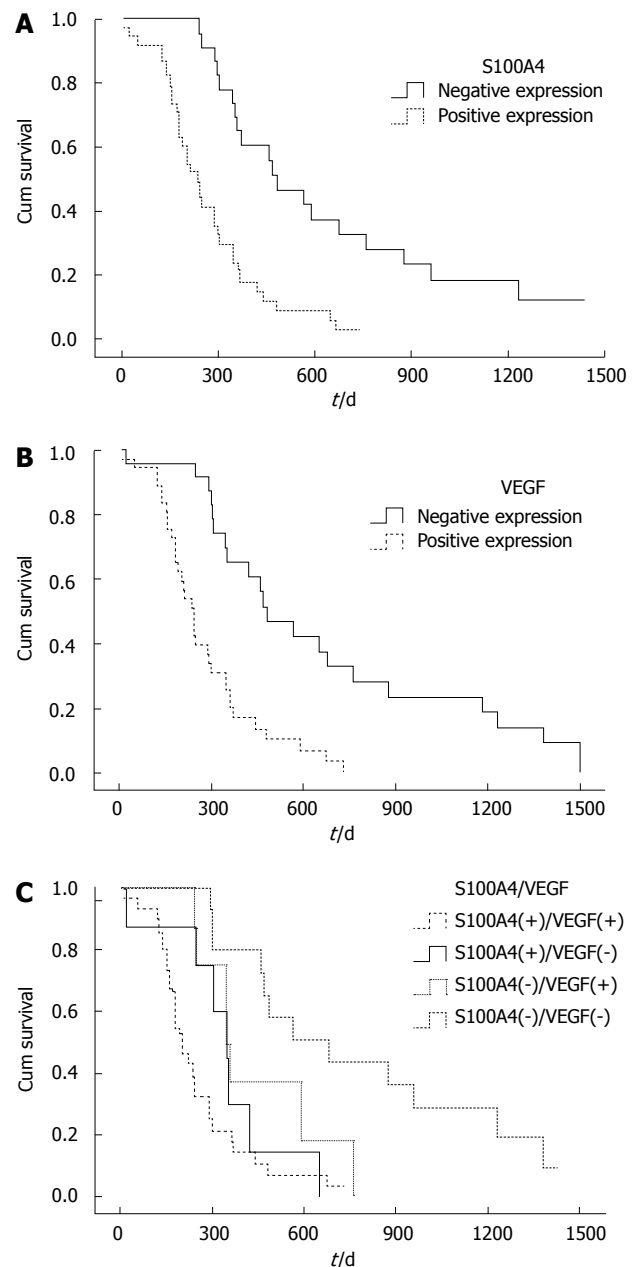 A
1.0
0.8
0.6
0.4
0.2
0.0
Cum survival
S100A4
Negative expression
Positive expression
0 300 600 900 1200 1500
t/d
B
1.0
0.8
0.6
0.4
0.2
0.0
Cum survival
VEGF
Negative expression
Positive expression
0 300 600 900 1200 1500
t/d
C
1.0
0.8
0.6
0.4
0.2
0.0
Cum survival
S100A4/VEGF
S100A4(+)/VEGF(+)
S100A4(+)/VEGF(-)
S100A4(-)/VEGF(+)
S100A4(-)/VEGF(-)
0 300 600 900 1200 1500
t/d